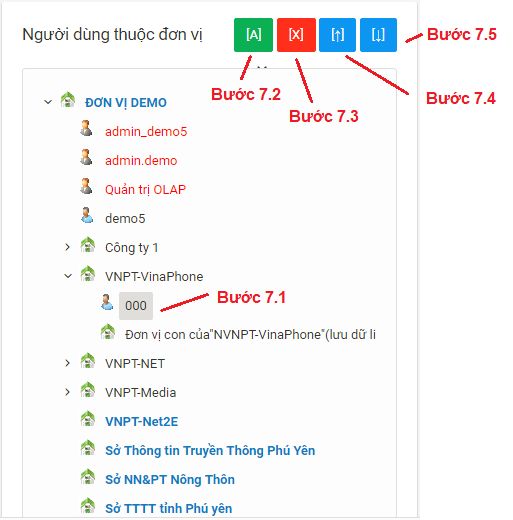 Người dùng thuộc đơn vị
[A] [X] [↑] [↓]
Bước 7.5
Bước 7.2
Bước 7.3
Bước 7.4
ĐƠN VỊ DEMO
admin_demo5
admin.demo
Quản trị OLAP
demo5
Công ty 1
VNPT-VinaPhone
000
Bước 7.1
Đơn vị con của"NVNPT-VinaPhone"(lưu dữ li
VNPT-NET
VNPT-Media
VNPT-Net2E
Sở Thông tin Truyền Thông Phú Yên
Sở NN&PT Nông Thôn
Sở TTTT tỉnh Phú yên